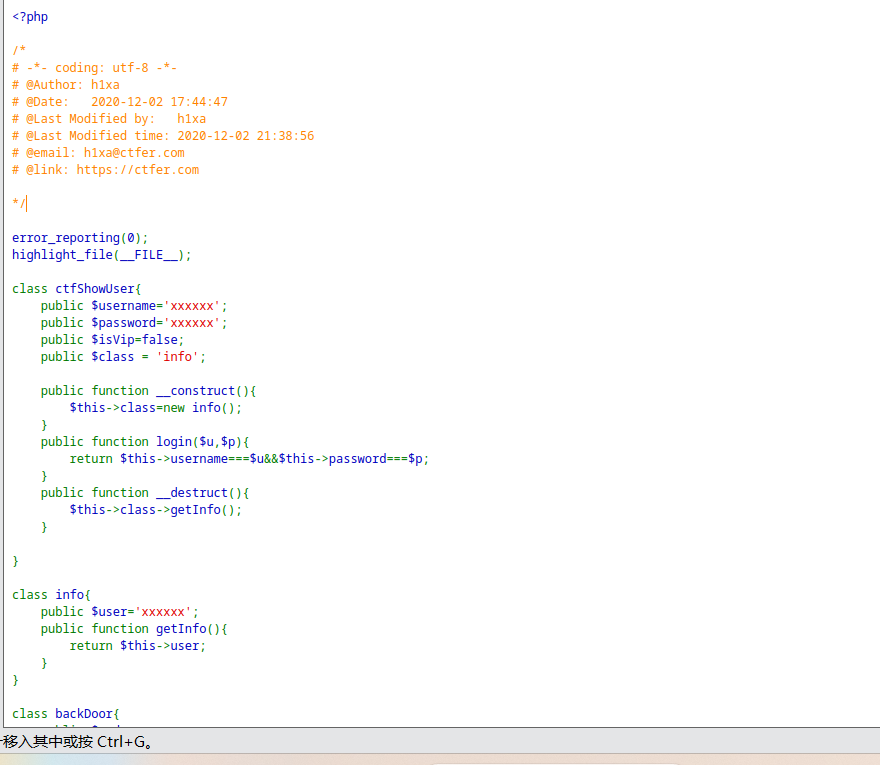 <?php
/*
# -*- coding: utf-8 -*-
# @Author: h1xa
# @Date:   2020-12-02 17:44:47
# @Last Modified by:   h1xa
# @Last Modified time: 2020-12-02 21:38:56
# @email: h1xa@ctfer.com
# @link: https://ctfer.com
*/
error_reporting(0);
highlight_file(__FILE__);
class ctfShowUser{
    public $username='xxxxxx';
    public $password='xxxxxx';
    public $isVip=false;
    public $class = 'info';
    public function __construct(){
        $this->class=new info();
    }
    public function login($u,$p){
        return $this->username===$u&&$this->password===$p;
    }
    public function __destruct(){
        $this->class->getInfo();
    }
}
class info{
    public $user='xxxxxx';
    public function getInfo(){
        return $this->user;
    }
}
class backDoor{
移入其中或按 Ctrl+G。